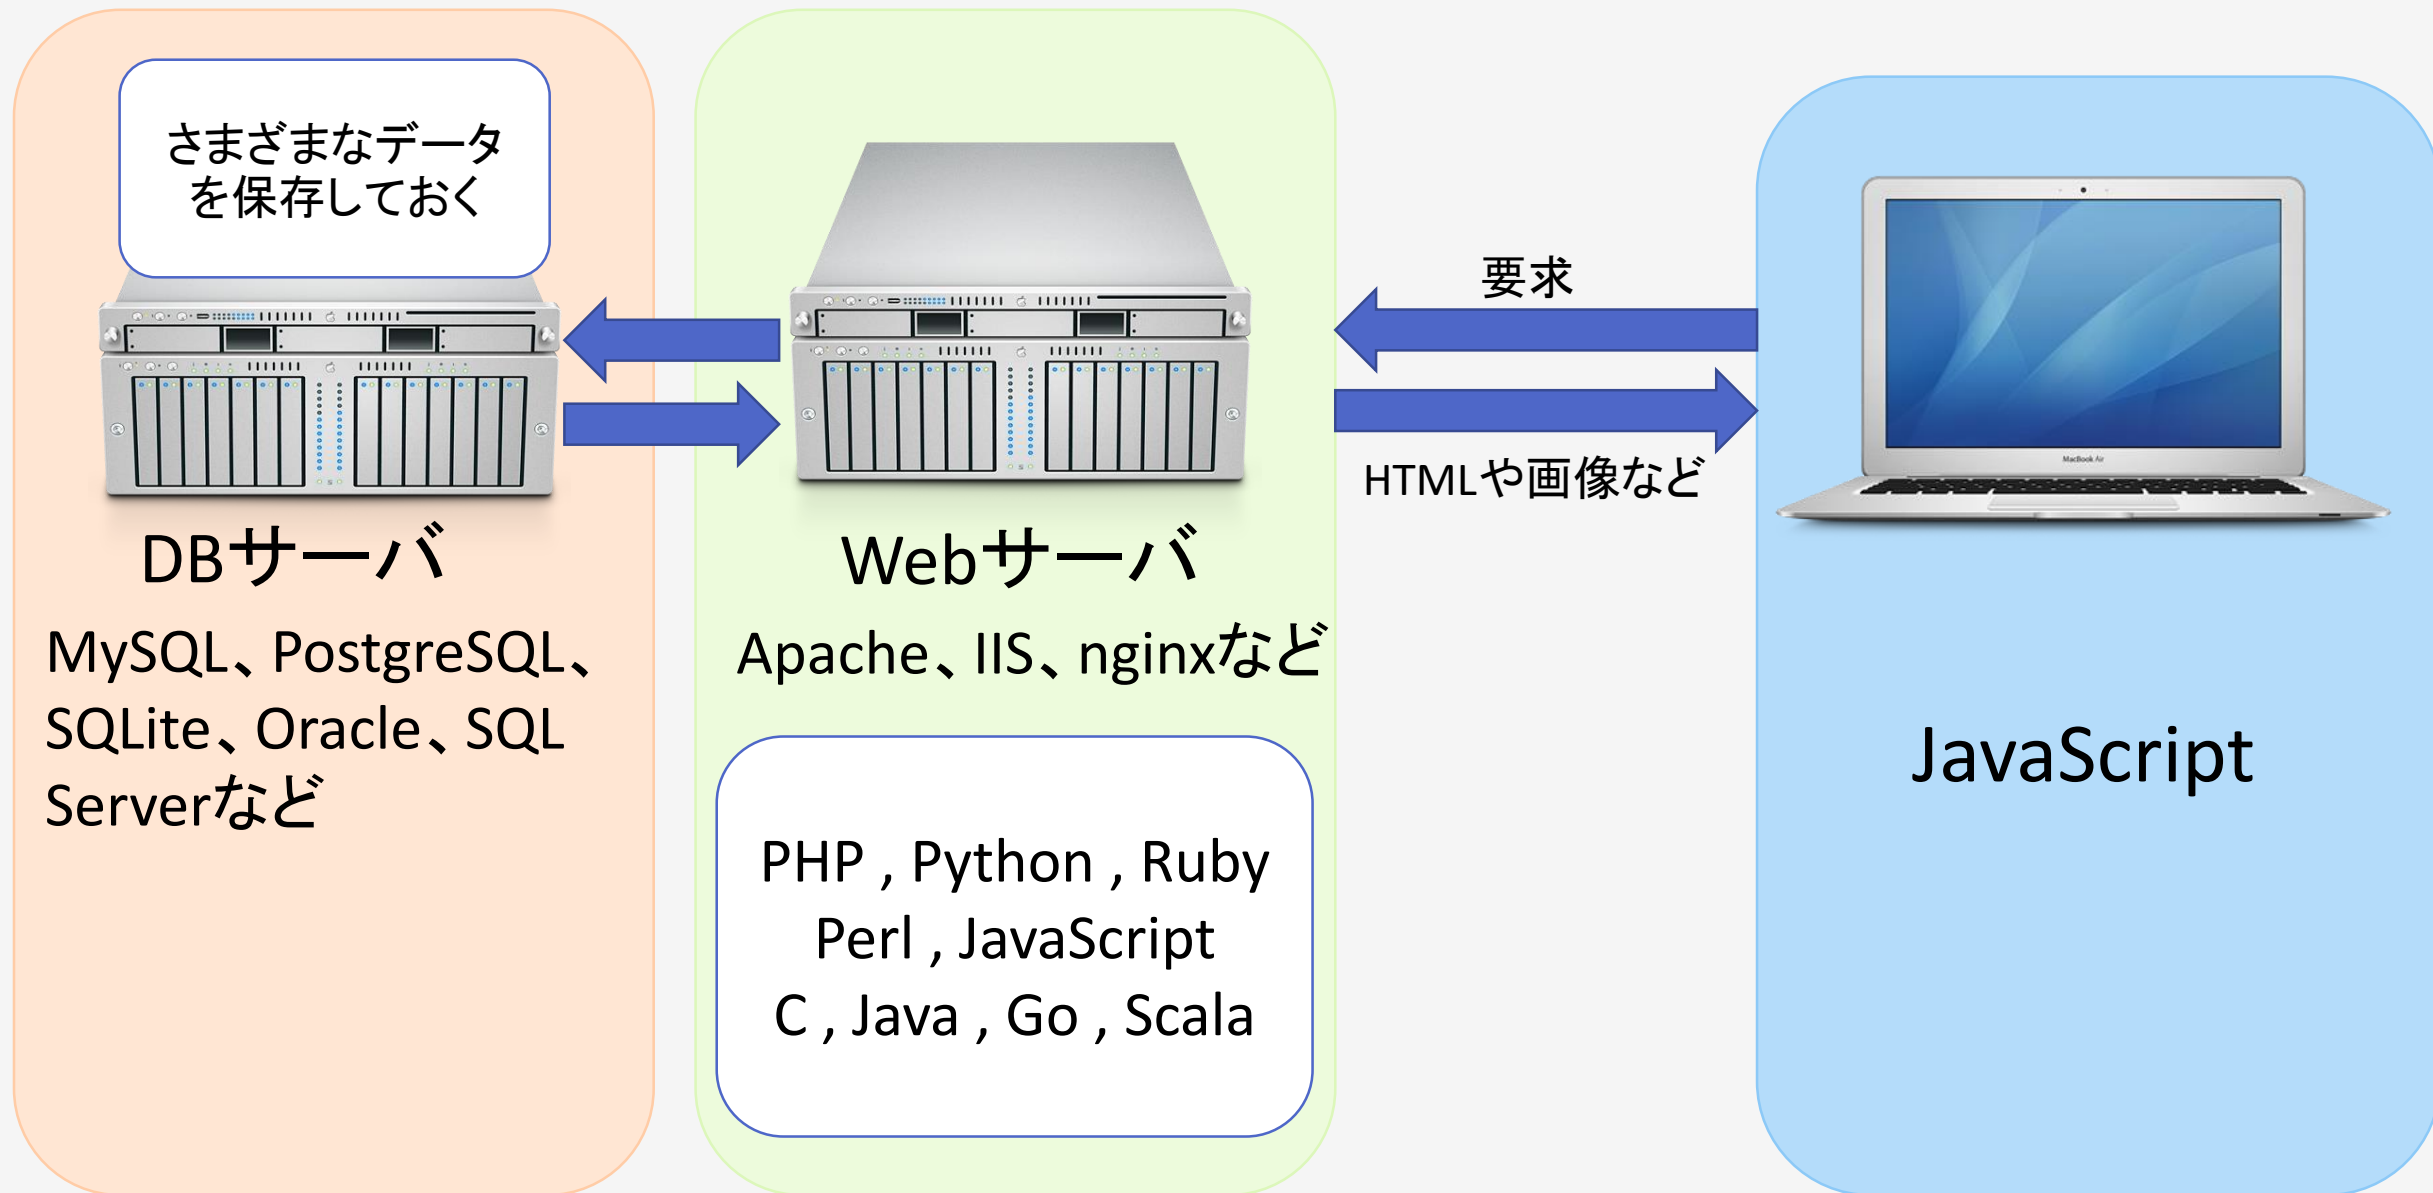 さまざまなデータ
を保存しておく
DBサーバ
MySQL、PostgreSQL、
SQLite、Oracle、SQL
Serverなど
Webサーバ
Apache、IIS、nginxなど
PHP , Python , Ruby
Perl , JavaScript
C , Java , Go , Scala
要求
HTMLや画像など
MacBook Air
JavaScript